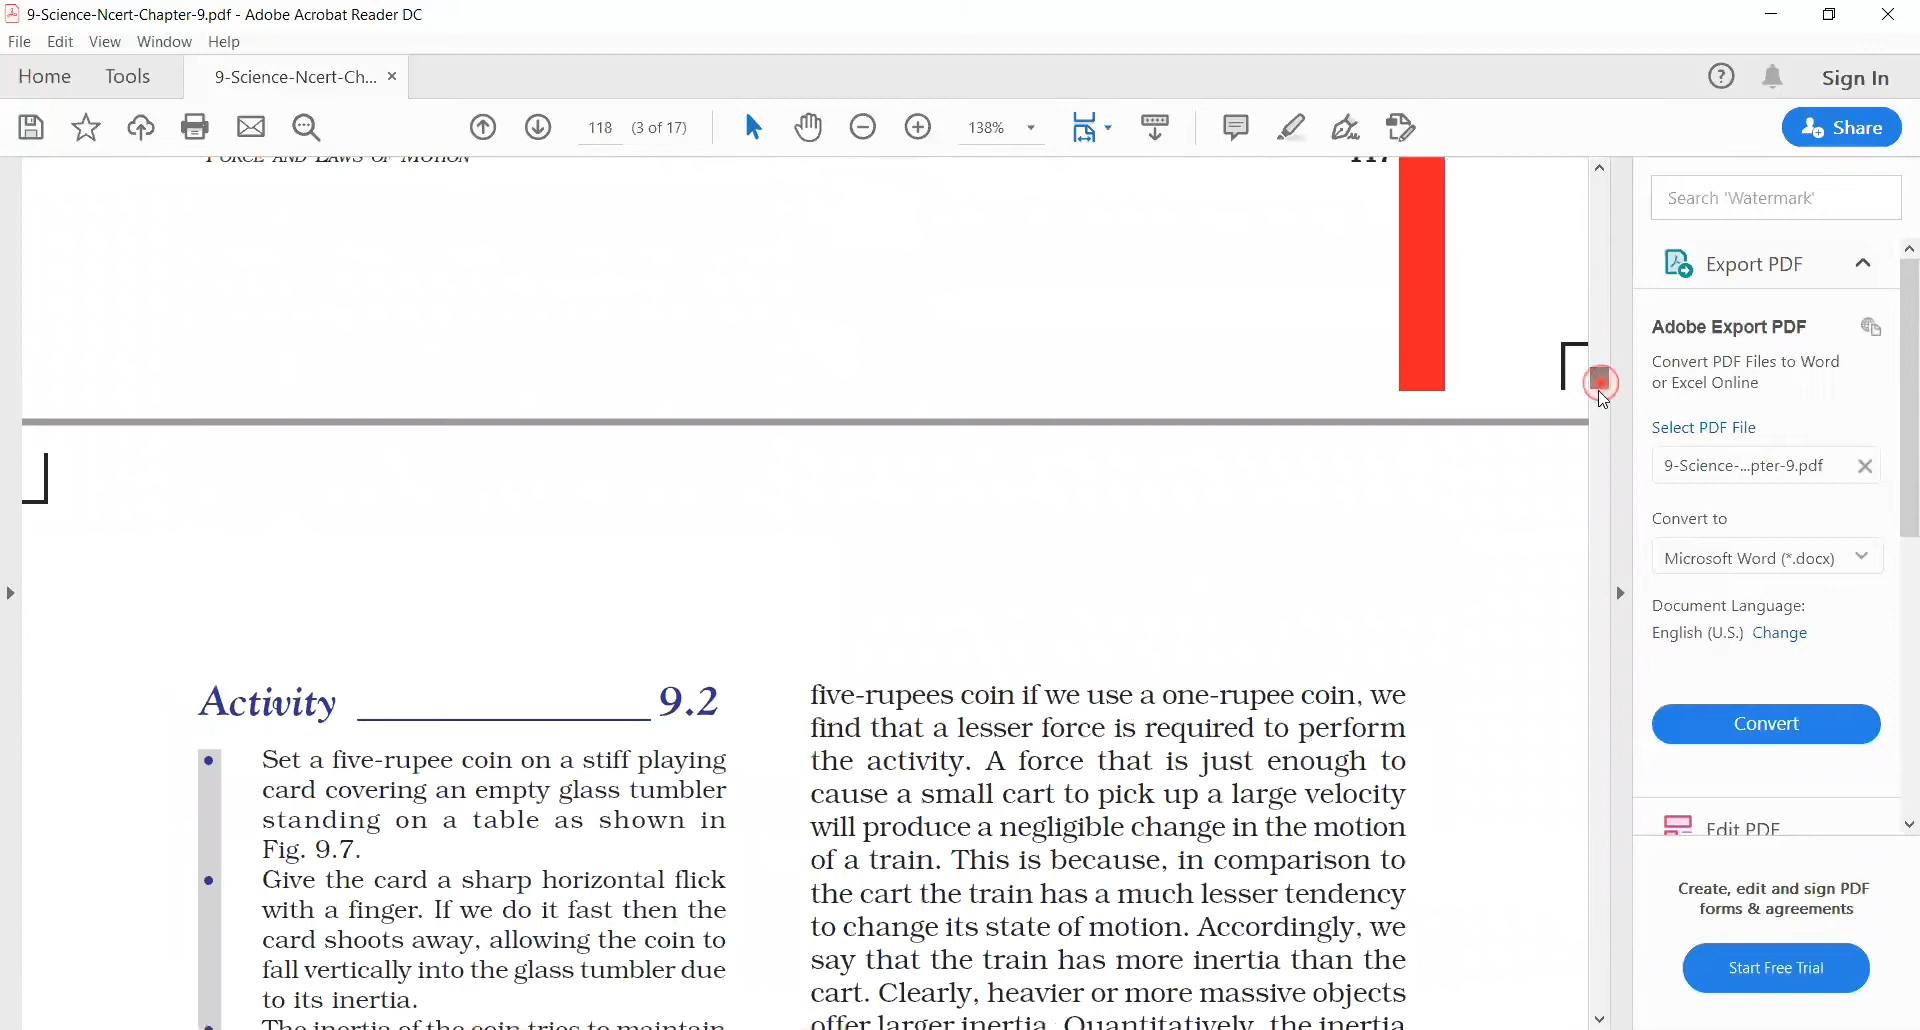 9-Science-Ncert-Chapter-9.pdf - Adobe Acrobat Reader DC
File Edit View Window Help
Home Tools 9-Science-Ncert-Ch... × Sign In
118 (3 of 17) 138% Share
FORCE AND LAWS OF MOTION 117
Activity 9.2
• Set a five-rupee coin on a stiff playing
card covering an empty glass tumbler
standing on a table as shown in
Fig. 9.7.
• Give the card a sharp horizontal flick
with a finger. If we do it fast then the
card shoots away, allowing the coin to
fall vertically into the glass tumbler due
to its inertia.
• The inertia of the coin tries to maintain
five-rupees coin if we use a one-rupee coin, we
find that a lesser force is required to perform
the activity. A force that is just enough to
cause a small cart to pick up a large velocity
will produce a negligible change in the motion
of a train. This is because, in comparison to
the cart the train has a much lesser tendency
to change its state of motion. Accordingly, we
say that the train has more inertia than the
cart. Clearly, heavier or more massive objects
offer larger inertia. Quantitatively, the inertia
Search 'Watermark'
Export PDF
Adobe Export PDF
Convert PDF Files to Word
or Excel Online
Select PDF File
9-Science-...pter-9.pdf
Convert to
Microsoft Word (*.docx)
Document Language:
English (U.S.) Change
Convert
Edit PDF
Create, edit and sign PDF
forms & agreements
Start Free Trial